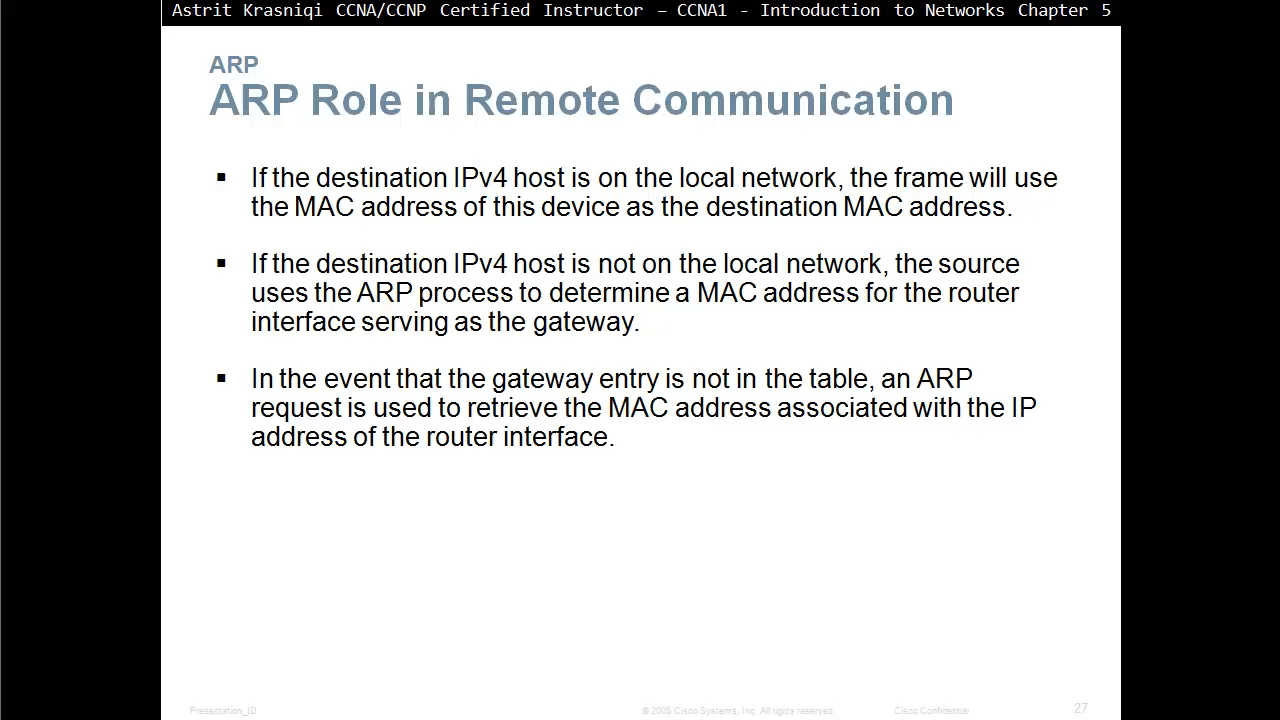 Astrit Krasniqi CCNA/CCNP Certified Instructor – CCNA1 - Introduction to Networks Chapter 5
ARP
ARP Role in Remote Communication
▪ If the destination IPv4 host is on the local network, the frame will use
the MAC address of this device as the destination MAC address.
▪ If the destination IPv4 host is not on the local network, the source
uses the ARP process to determine a MAC address for the router
interface serving as the gateway.
▪ In the event that the gateway entry is not in the table, an ARP
request is used to retrieve the MAC address associated with the IP
address of the router interface.
Presentation_ID © 2008 Cisco Systems, Inc. All rights reserved. Cisco Confidential 27